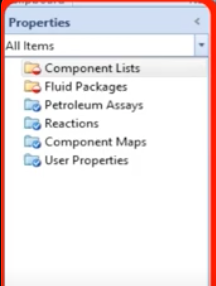 Properties
All Items
Component Lists
Fluid Packages
Petroleum Assays
Reactions
Component Maps
User Properties